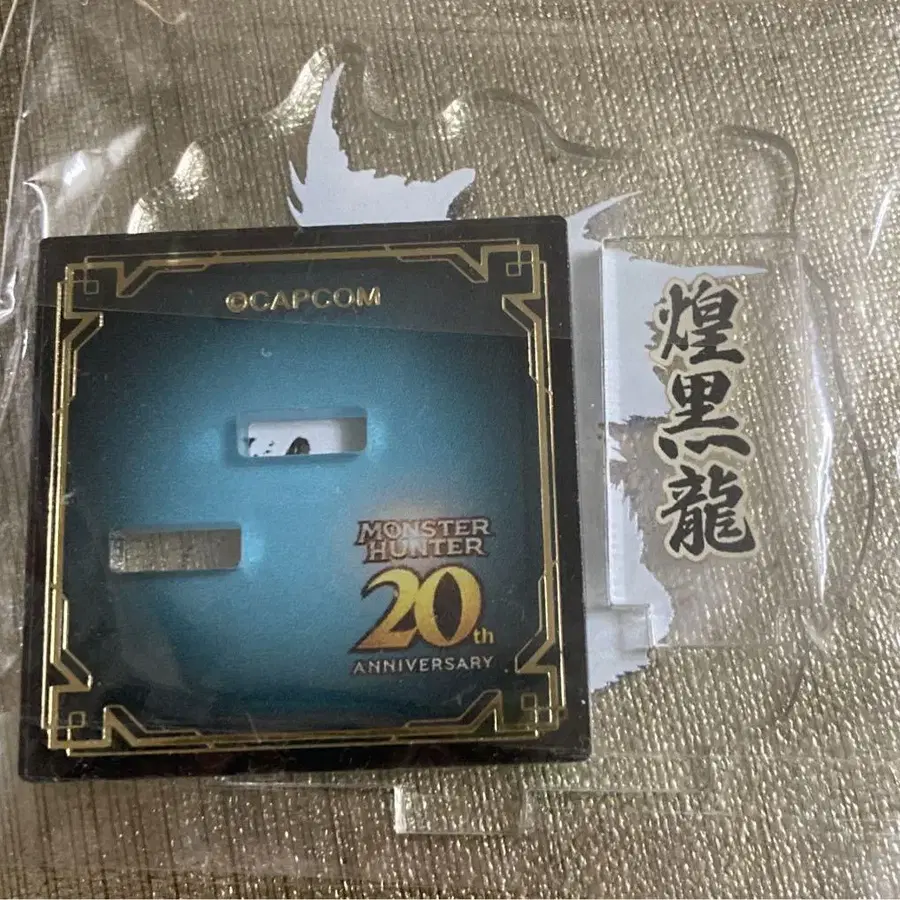 ©CAPCOM
MONSTER
HUNTER
20th
ANNIVERSARY
煌黒龍